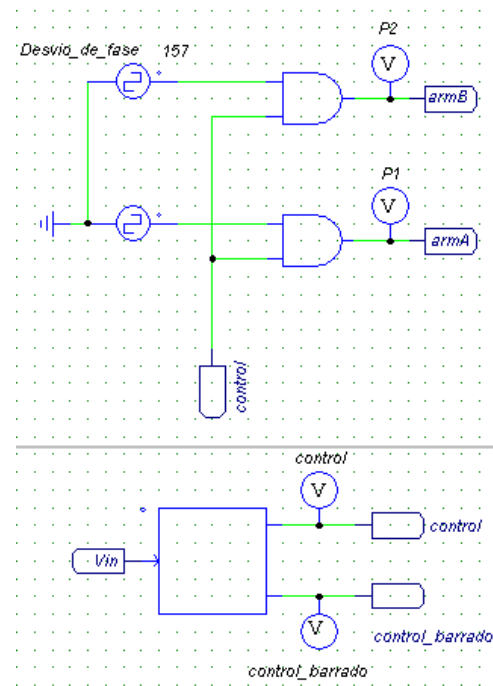 P2
Desvio_de_fase 157
V
armB
P1
V
armA
control
control
V
control
Vin
V
control_barrado
control_barrado